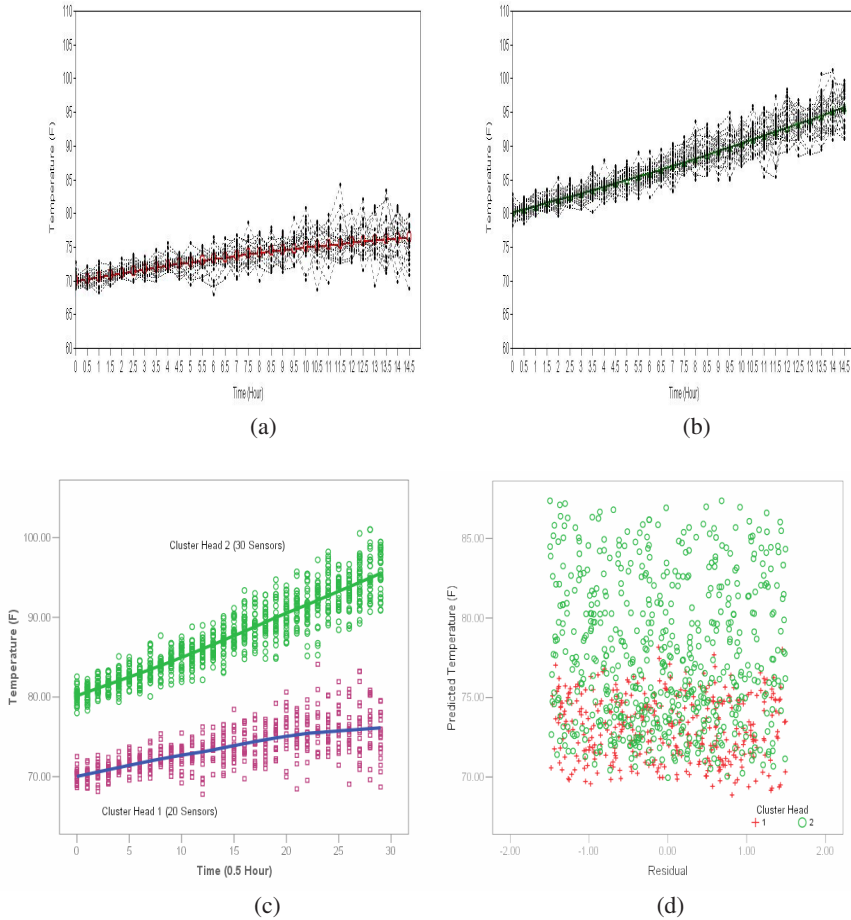 110
105
100
95
90
85
80
75
70
65
60
Temperature (F)
0 0.5 1 1.5 2 2.5 3 3.5 4 4.5 5 5.5 6 6.5 7 7.5 8 8.5 9 9.5 10 10.5 11 11.5 12 12.5 13 13.5 14 14.5
Time (Hour)
(a)
110
105
100
95
90
85
80
75
70
65
60
Temperature (F)
0 0.5 1 1.5 2 2.5 3 3.5 4 4.5 5 5.5 6 6.5 7 7.5 8 8.5 9 9.5 10 10.5 11 11.5 12 12.5 13 13.5 14 14.5
Time (Hour)
(b)
100.00
90.00
80.00
70.00
Temperature (F)
Cluster Head 2 (30 Sensors)
Cluster Head 1 (20 Sensors)
0 5 10 15 20 25 30
Time (0.5 Hour)
(c)
85.00
80.00
75.00
70.00
Predicted Temperature (F)
Cluster Head
1 2
-2.00 -1.00 0.00 1.00 2.00
Residual
(d)